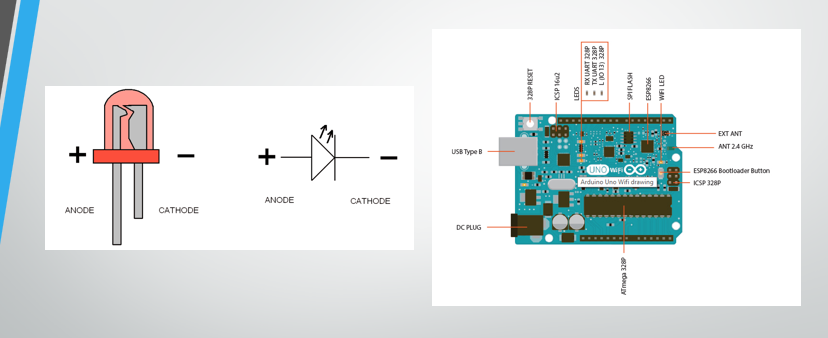 +
−
ANODE
CATHODE
+
−
ANODE
CATHODE
328P RESET
ICSP 16u2
LEDS
RX UART 328P
TX UART 328P
L (IO 13) 328P
SPI FLASH
ESP8266
WIFI LED
EXT ANT
ANT 2.4 GHz
USB Type B
ESP8266 Bootloader Button
ICSP 328P
UNO WiFi
Arduino Uno Wifi drawing
DC PLUG
ATmega 328P